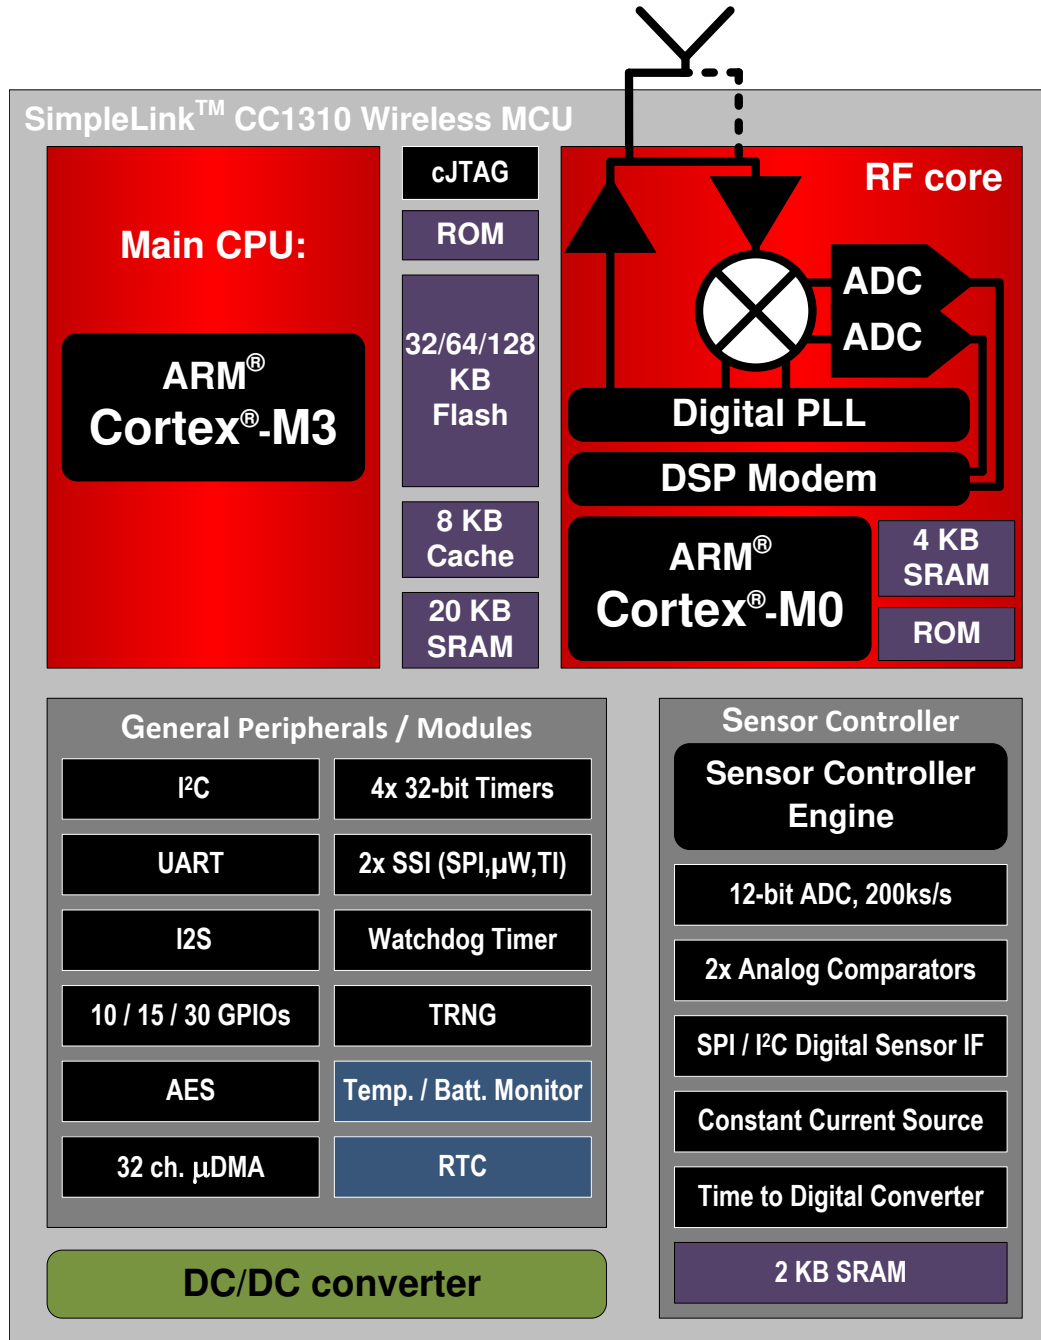 SimpleLink™ CC1310 Wireless MCU
Main CPU:
ARM®
Cortex®-M3
cJTAG
ROM
32/64/128
KB
Flash
8 KB
Cache
20 KB
SRAM
RF core
ADC
ADC
Digital PLL
DSP Modem
ARM®
Cortex®-M0
4 KB
SRAM
ROM
General Peripherals / Modules
I²C
4x 32-bit Timers
UART
2x SSI (SPI,µW,TI)
I2S
Watchdog Timer
10 / 15 / 30 GPIOs
TRNG
AES
Temp. / Batt. Monitor
32 ch. µDMA
RTC
DC/DC converter
Sensor Controller
Sensor Controller
Engine
12-bit ADC, 200ks/s
2x Analog Comparators
SPI / I²C Digital Sensor IF
Constant Current Source
Time to Digital Converter
2 KB SRAM